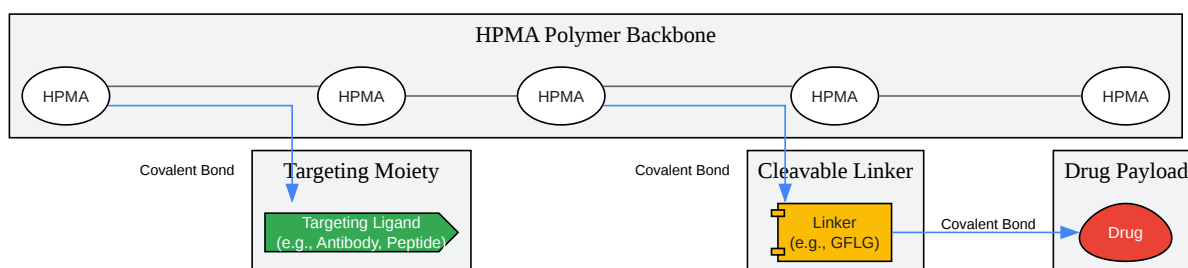 HPMA Polymer Backbone
HPMA
HPMA
HPMA
HPMA
HPMA
Covalent Bond
Targeting Moiety
Covalent Bond
Cleavable Linker
Drug Payload
Targeting Ligand
(e.g., Antibody, Peptide)
Linker
(e.g., GFLG)
Covalent Bond
Drug